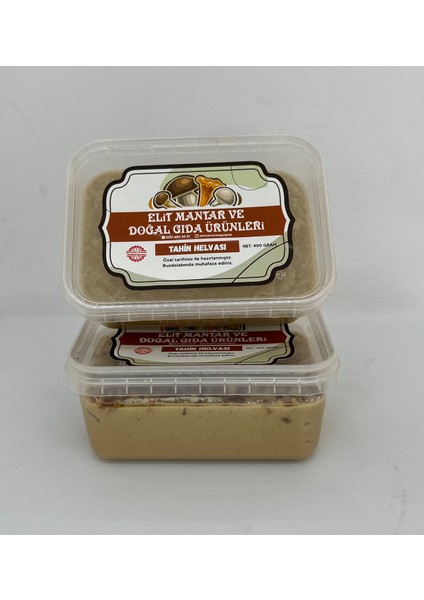 ELİT MANTAR VE
DOĞAL GIDA ÜRÜNLERİ
TAHİN HELVASI
NET: 400 GRAM
Özel tarifimiz ile hazırlanmıştır.
Buzdolabında muhafaza ediniz.
ELİT MANTAR VE
DOĞAL GIDA ÜRÜNLERİ
TAHİN HELVASI